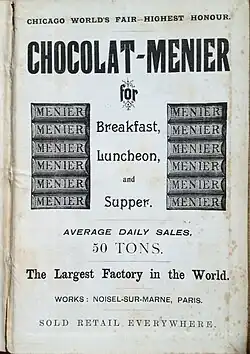 CHICAGO WORLD'S FAIR—HIGHEST HONOUR.
CHOCOLAT–MENIER
for
MENIER
MENIER
MENIER
MENIER
MENIER
MENIER
Breakfast,
Luncheon,
and
Supper.
MENIER
MENIER
MENIER
MENIER
MENIER
MENIER
AVERAGE DAILY SALES,
50 TONS.
The Largest Factory in the World.
WORKS: NOISEL-SUR-MARNE, PARIS.
SOLD RETAIL EVERYWHERE.